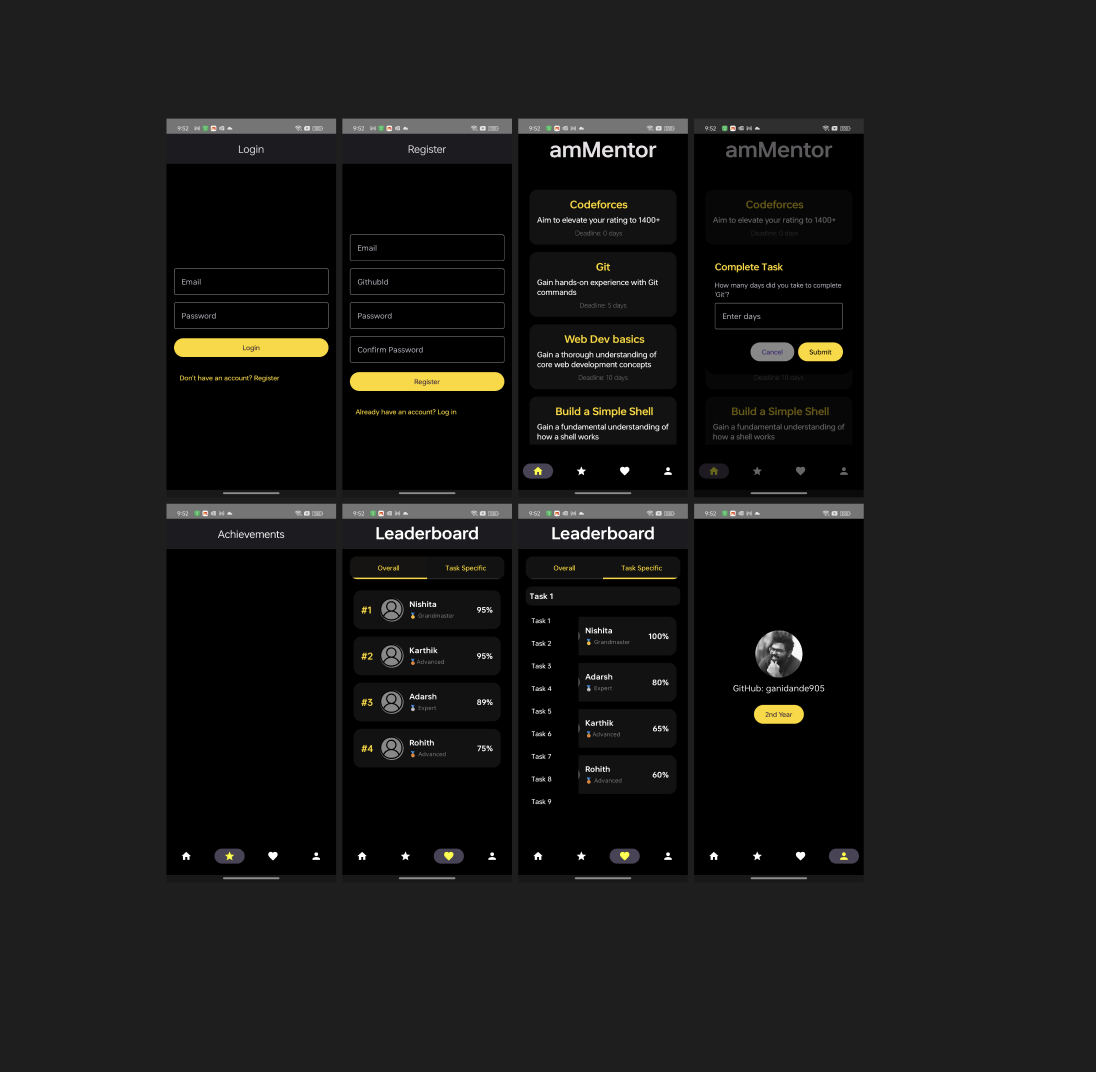 9:52
Login
Email
Password
Login
Don't have an account? Register
9:52
Register
Email
GithubId
Password
Confirm Password
Register
Already have an account? Log in
9:52
amMentor
Codeforces
Aim to elevate your rating to 1400+
Deadline: 0 days
Git
Gain hands-on experience with Git
commands
Deadline: 5 days
Web Dev basics
Gain a thorough understanding of
core web development concepts
Deadline: 10 days
Build a Simple Shell
Gain a fundamental understanding of
how a shell works
9:52
amMentor
Codeforces
Aim to elevate your rating to 1400+
Deadline: 0 days
Complete Task
How many days did you take to complete
'Git'?
Enter days
Cancel
Submit
Deadline: 10 days
Build a Simple Shell
Gain a fundamental understanding of
how a shell works
9:52
Achievements
9:52
Leaderboard
Overall
Task Specific
#1
Nishita
Grandmaster
95%
#2
Karthik
Advanced
95%
#3
Adarsh
Expert
89%
#4
Rohith
Advanced
75%
9:52
Leaderboard
Overall
Task Specific
Task 1
Task 1
Task 2
Task 3
Task 4
Task 5
Task 6
Task 7
Task 8
Task 9
Nishita
Grandmaster
100%
Adarsh
Expert
80%
Karthik
Advanced
65%
Rohith
Advanced
60%
9:52
GitHub: ganidande905
2nd Year